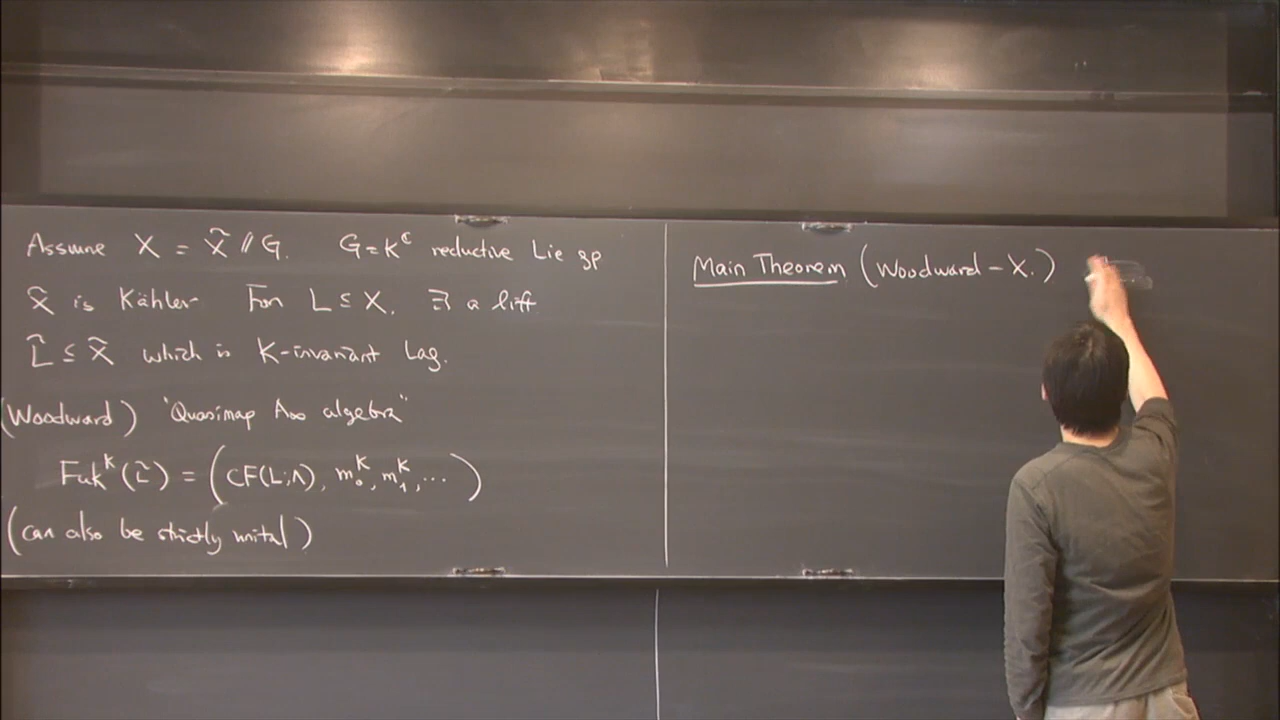 Assume X = X̃ // G. G = K^ℂ reductive Lie gp
X̃ is Kähler For L ⊆ X, ∃ a lift
L̃ ⊆ X̃ which is K-invariant Lag.
(Woodward) "Quasimap A∞ algebra"
Fuk^K(L̃) = (CF(L;Λ), m₀^K, m₁^K, ...)
(can also be strictly unital)
Main Theorem (Woodward - X.)